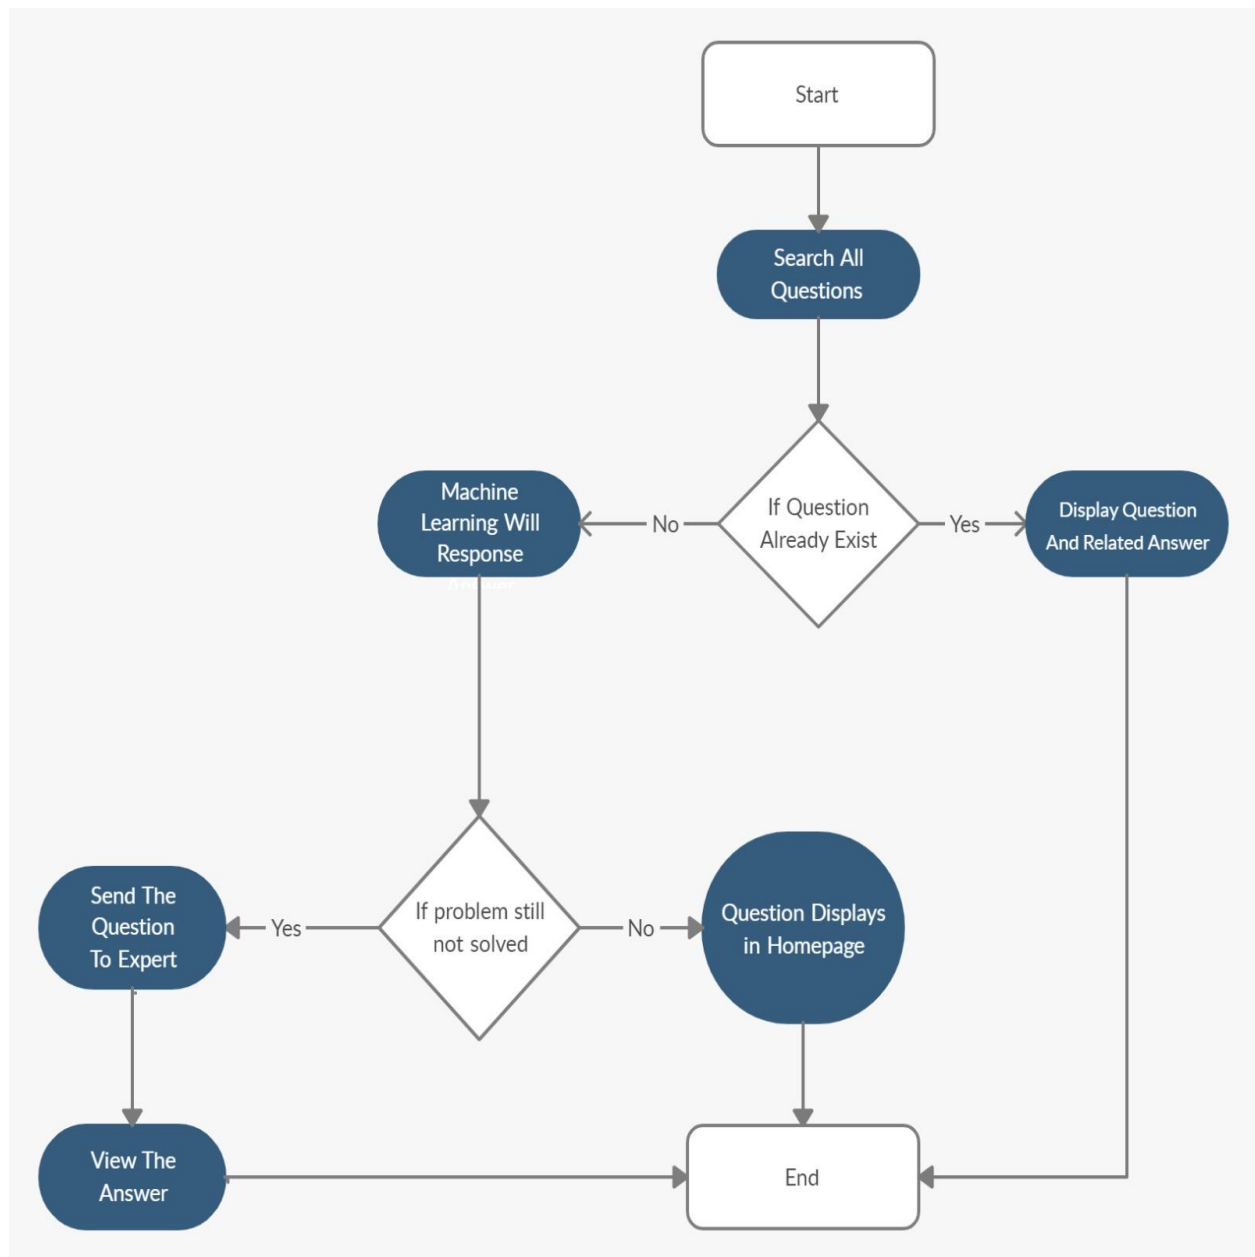 Start
Search All
Questions
If Question
Already Exist
No
Yes
Machine
Learning Will
Response
Answer
Display Question
And Related Answer
If problem still
not solved
Yes
No
Send The
Question
To Expert
Question Displays
in Homepage
View The
Answer
End